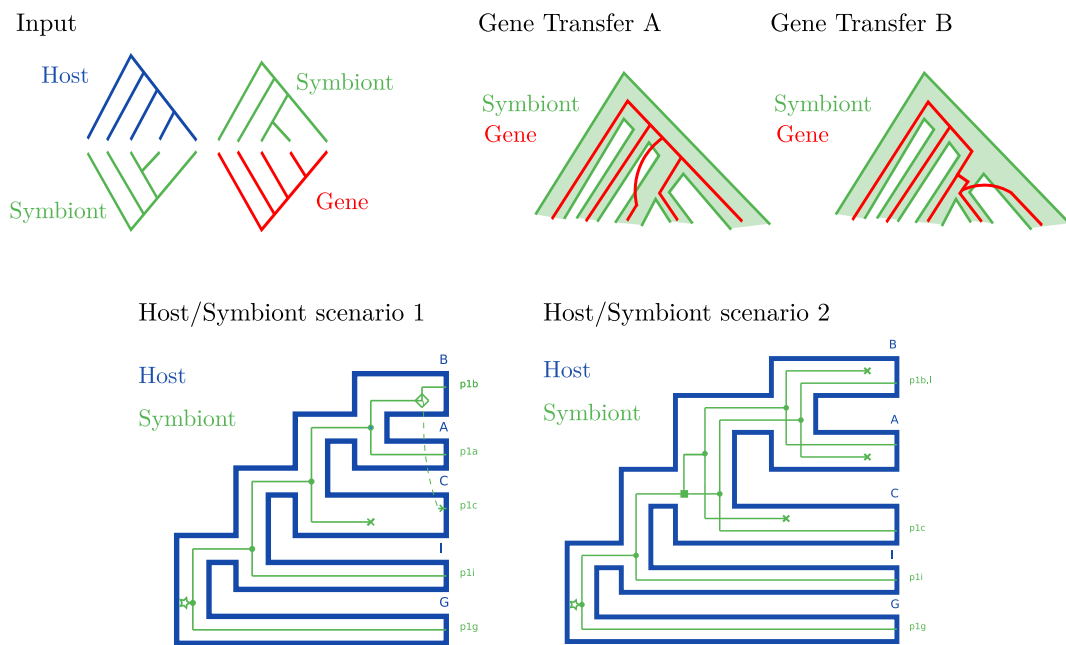 Input
Gene Transfer A
Gene Transfer B
Host
Symbiont
Symbiont
Gene
Symbiont
Gene
Symbiont
Gene
Host/Symbiont scenario 1
Host/Symbiont scenario 2
Host
Symbiont
B
p1b
A
p1a
C
p1c
I
p1i
G
p1g
Host
Symbiont
B
p1b,l
A
C
p1c
I
p1i
G
p1g